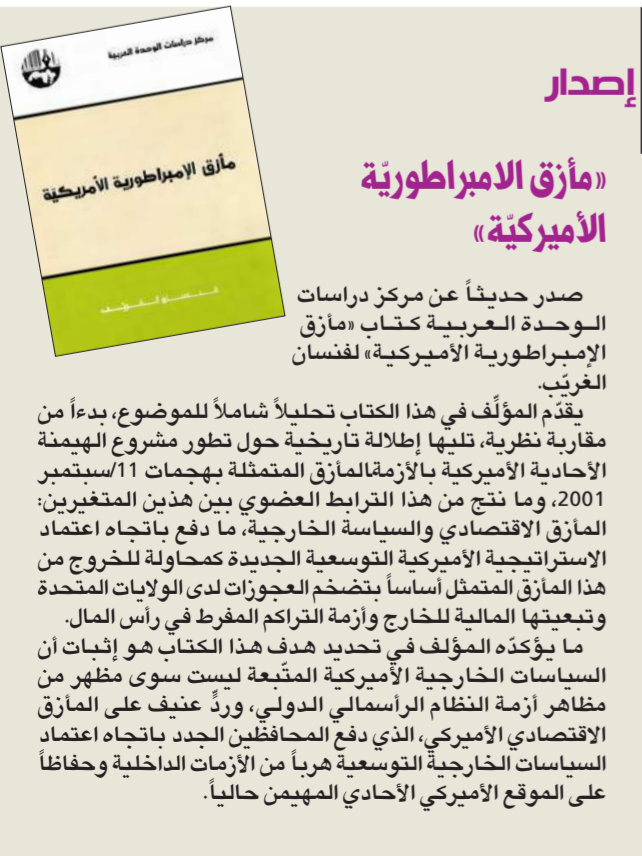 إصدار
مركز دراسات الوحدة العربية
مأزق الإمبراطورية الأمريكيّة
«مأزق الامبراطوريّة
الأميركيّة»
صدر حديثاً عن مركز دراسات
الوحدة العربية كتاب «مأزق
الإمبراطورية الأميركية» لفنسان
الغريّب.
يقدّم المؤلِّف في هذا الكتاب تحليلاً شاملاً للموضوع، بدءاً من
مقاربة نظرية، تليها إطلالة تاريخية حول تطور مشروع الهيمنة
الأحادية الأميركية بالأزمةالمأزق المتمثلة بهجمات 11/سبتمبر
2001، وما نتج من هذا الترابط العضوي بين هذين المتغيرين:
المأزق الاقتصادي والسياسة الخارجية، ما دفع باتجاه اعتماد
الاستراتيجية الأميركية التوسعية الجديدة كمحاولة للخروج من
هذا المأزق المتمثل أساساً بتضخم العجوزات لدى الولايات المتحدة
وتبعيتها المالية للخارج وأزمة التراكم المفرط في رأس المال.
ما يؤكدّه المؤلف في تحديد هدف هذا الكتاب هو إثبات أن
السياسات الخارجية الأميركية المتّبعة ليست سوى مظهر من
مظاهر أزمة النظام الرأسمالي الدولي، وردٍّ عنيف على المأزق
الاقتصادي الأميركي، الذي دفع المحافظين الجدد باتجاه اعتماد
السياسات الخارجية التوسعية هرباً من الأزمات الداخلية وحفاظاً
على الموقع الأميركي الأحادي المهيمن حالياً.